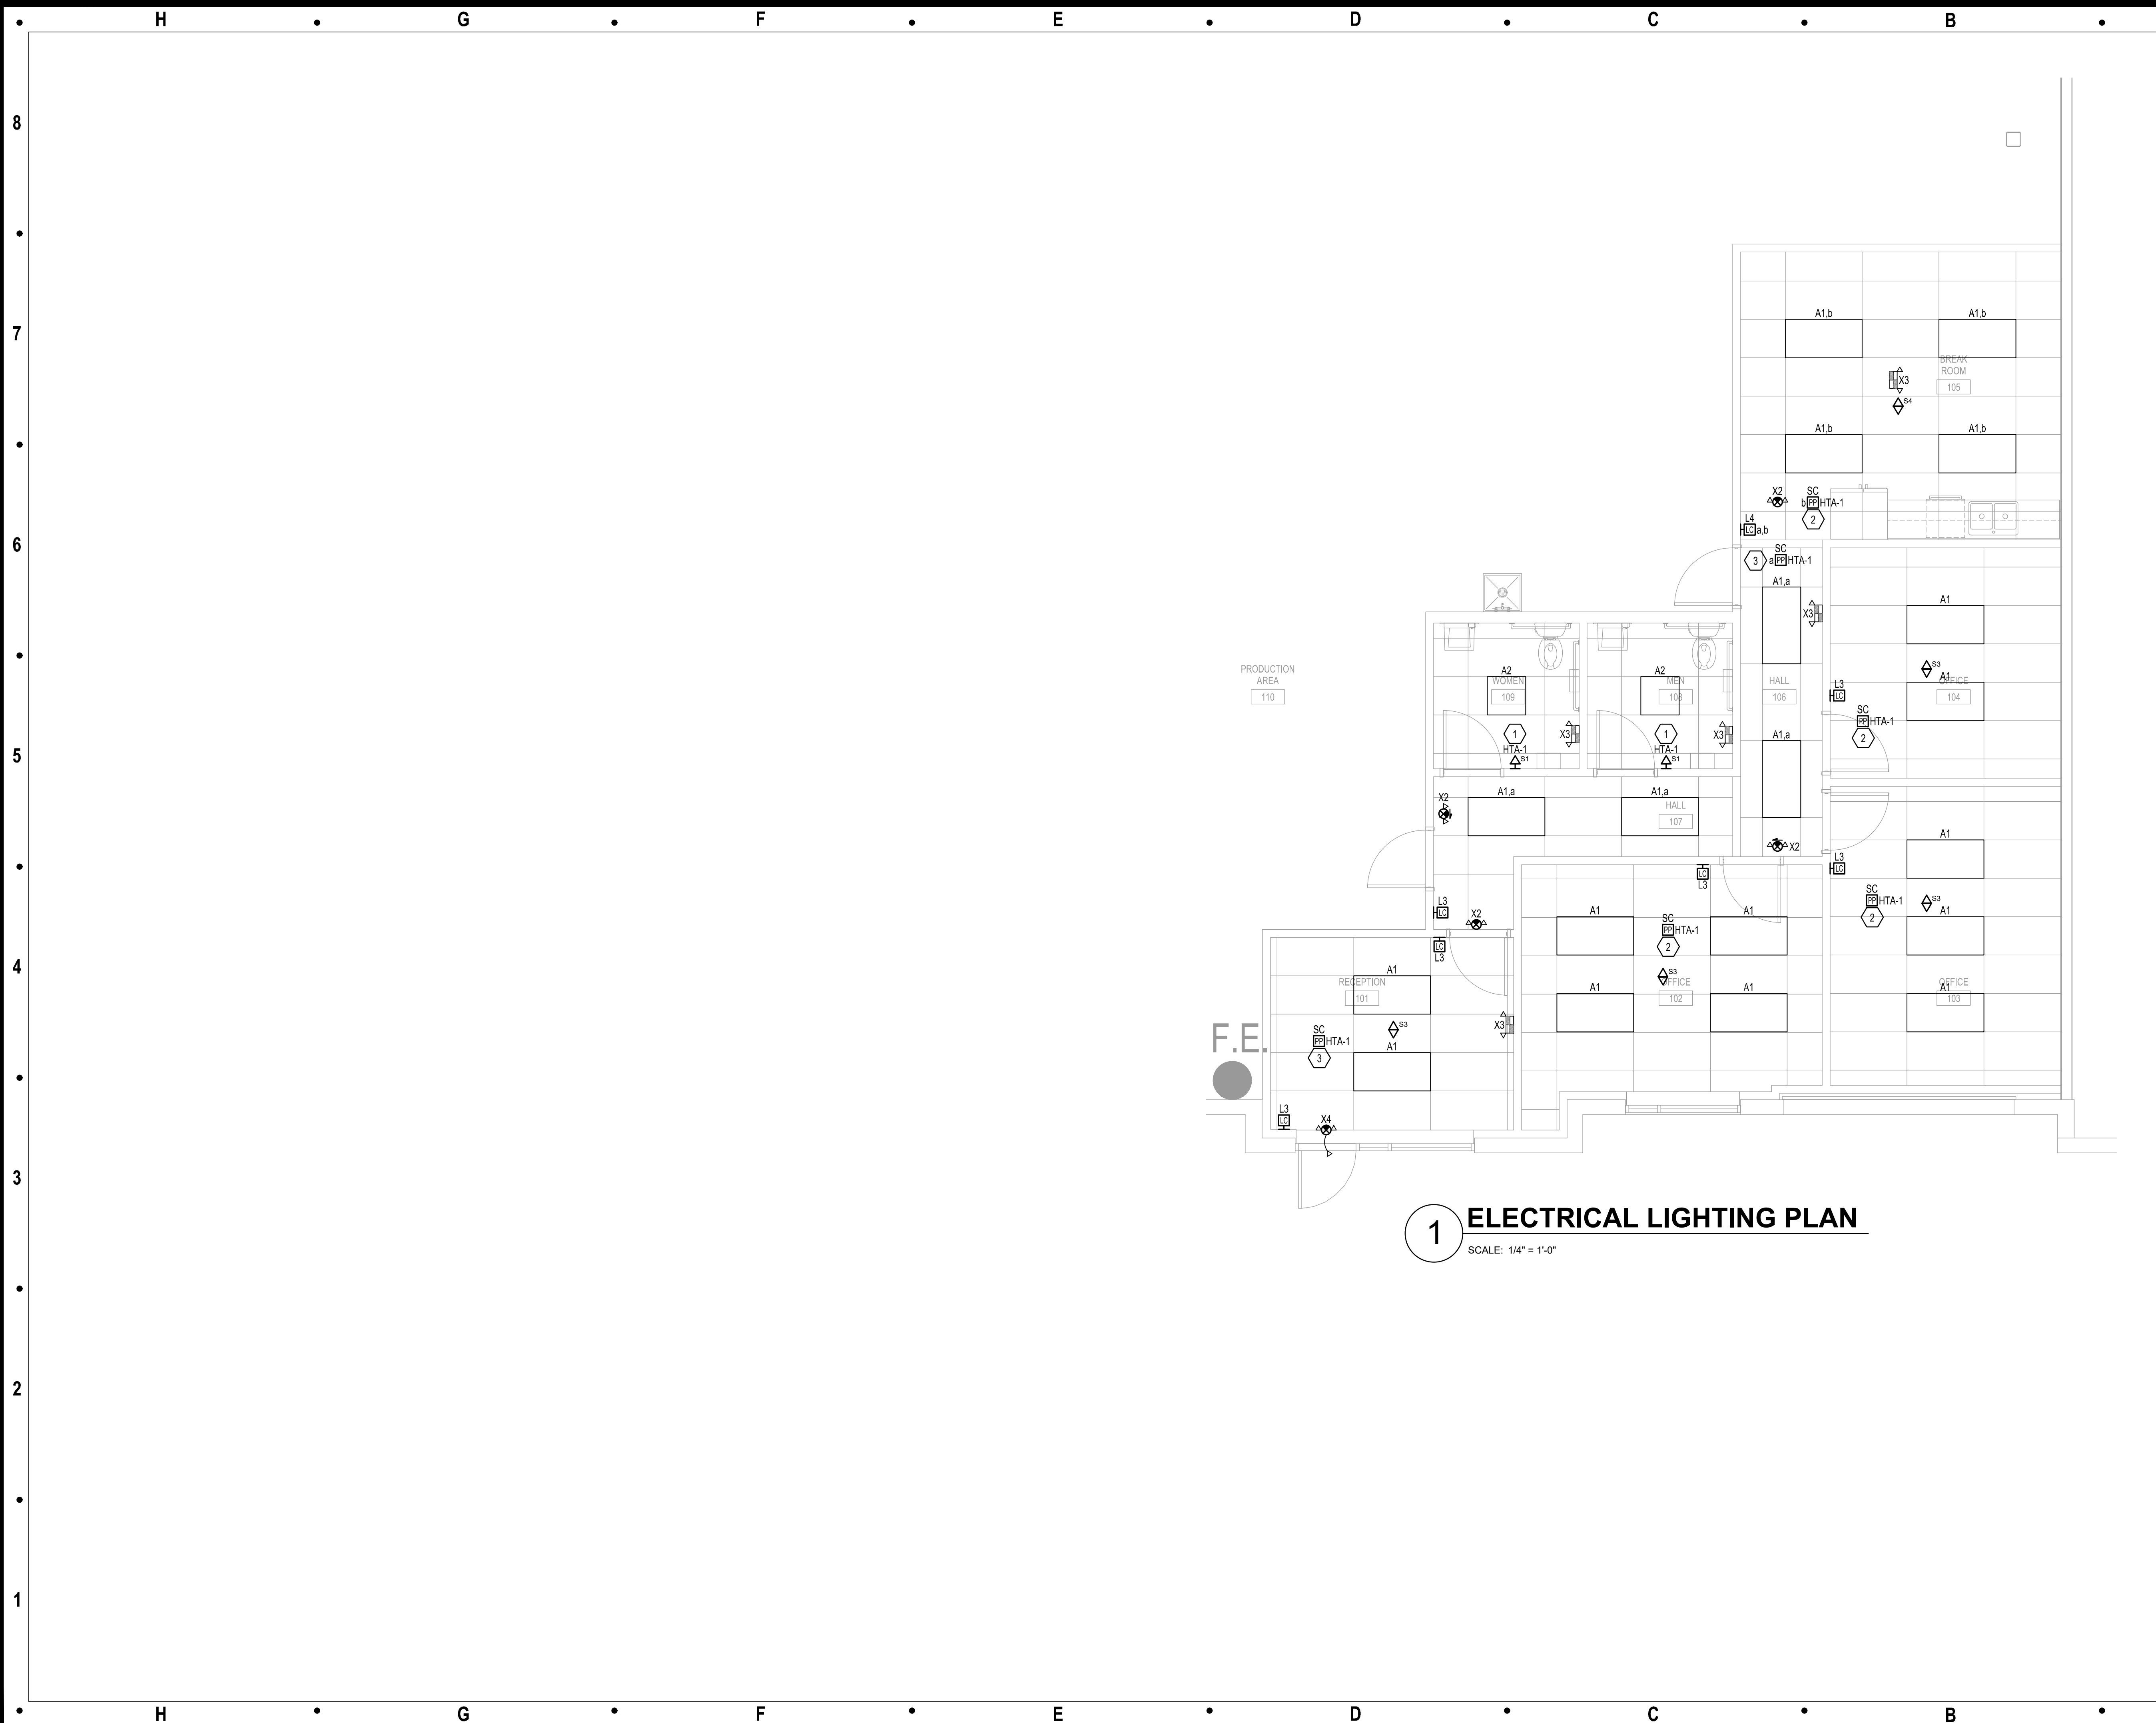 H G F E D C B
8
7
A1,b A1,b
BREAK
ROOM
105
X3
S4
A1,b A1,b
X2 SC
b PP HTA-1
2
L4
LC a,b
6
SC
3 a PP HTA-1
A1,a
X3
A1
PRODUCTION
AREA
110
A2
WOMEN
109
A2
MEN
108
HALL
106
S3
A1
OFFICE
104
L3
LC
SC
PP HTA-1
2
1
HTA-1
S1
X3
1
HTA-1
S1
X3
A1,a
5
X2
A1,a A1,a
HALL
107
X2
A1
L3
LC
LC
L3
SC
PP HTA-1
2
S3
A1
L3
LC
X2
LC
L3
A1 A1
SC
PP HTA-1
2
4
A1
RECEPTION
101
S3
OFFICE
102
A1 A1
A1
OFFICE
103
X3
F.E.
SC
PP HTA-1
3
S3
A1
L3
LC
X4
3
1
ELECTRICAL LIGHTING PLAN
SCALE: 1/4" = 1'-0"
2
1
H G F E D C B